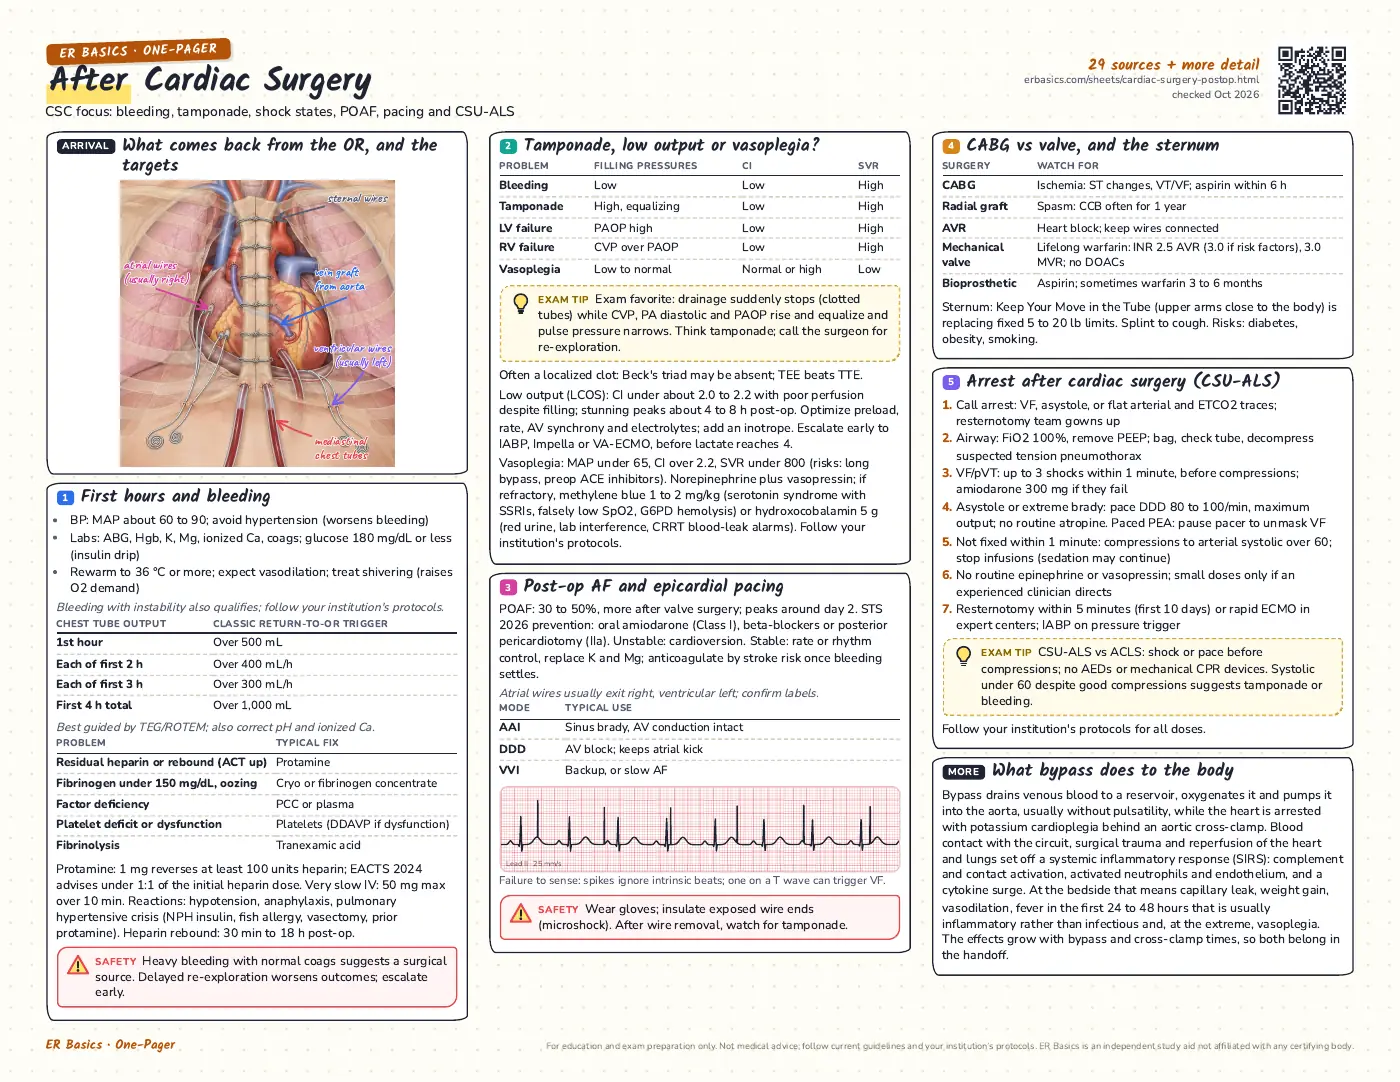 ER BASICS · ONE-PAGER
After Cardiac Surgery
CSC focus: bleeding, tamponade, shock states, POAF, pacing and CSU-ALS
29 sources + more detail
erbasics.com/sheets/cardiac-surgery-postop.html
checked Oct 2026
ARRIVAL What comes back from the OR, and the
targets
sternal wires
atrial wires
(usually right)
vein graft
from aorta
ventricular wires
(usually left)
mediastinal
chest tubes
1 First hours and bleeding
• BP: MAP about 60 to 90; avoid hypertension (worsens bleeding)
• Labs: ABG, Hgb, K, Mg, ionized Ca, coags; glucose 180 mg/dL or less
(insulin drip)
• Rewarm to 36 °C or more; expect vasodilation; treat shivering (raises
O2 demand)
Bleeding with instability also qualifies; follow your institution's protocols.
CHEST TUBE OUTPUT CLASSIC RETURN-TO-OR TRIGGER
1st hour Over 500 mL
Each of first 2 h Over 400 mL/h
Each of first 3 h Over 300 mL/h
First 4 h total Over 1,000 mL
Best guided by TEG/ROTEM; also correct pH and ionized Ca.
PROBLEM TYPICAL FIX
Residual heparin or rebound (ACT up) Protamine
Fibrinogen under 150 mg/dL, oozing Cryo or fibrinogen concentrate
Factor deficiency PCC or plasma
Platelet deficit or dysfunction Platelets (DDAVP if dysfunction)
Fibrinolysis Tranexamic acid
Protamine: 1 mg reverses at least 100 units heparin; EACTS 2024
advises under 1:1 of the initial heparin dose. Very slow IV: 50 mg max
over 10 min. Reactions: hypotension, anaphylaxis, pulmonary
hypertensive crisis (NPH insulin, fish allergy, vasectomy, prior
protamine). Heparin rebound: 30 min to 18 h post-op.
SAFETY Heavy bleeding with normal coags suggests a surgical
source. Delayed re-exploration worsens outcomes; escalate
early.
2 Tamponade, low output or vasoplegia?
PROBLEM FILLING PRESSURES CI SVR
Bleeding Low Low High
Tamponade High, equalizing Low High
LV failure PAOP high Low High
RV failure CVP over PAOP Low High
Vasoplegia Low to normal Normal or high Low
EXAM TIP Exam favorite: drainage suddenly stops (clotted
tubes) while CVP, PA diastolic and PAOP rise and equalize and
pulse pressure narrows. Think tamponade; call the surgeon for
re-exploration.
Often a localized clot: Beck's triad may be absent; TEE beats TTE.
Low output (LCOS): CI under about 2.0 to 2.2 with poor perfusion
despite filling; stunning peaks about 4 to 8 h post-op. Optimize preload,
rate, AV synchrony and electrolytes; add an inotrope. Escalate early to
IABP, Impella or VA-ECMO, before lactate reaches 4.
Vasoplegia: MAP under 65, CI over 2.2, SVR under 800 (risks: long
bypass, preop ACE inhibitors). Norepinephrine plus vasopressin; if
refractory, methylene blue 1 to 2 mg/kg (serotonin syndrome with
SSRIs, falsely low SpO2, G6PD hemolysis) or hydroxocobalamin 5 g
(red urine, lab interference, CRRT blood-leak alarms). Follow your
institution's protocols.
3 Post-op AF and epicardial pacing
POAF: 30 to 50%, more after valve surgery; peaks around day 2. STS
2026 prevention: oral amiodarone (Class I), beta-blockers or posterior
pericardiotomy (IIa). Unstable: cardioversion. Stable: rate or rhythm
control, replace K and Mg; anticoagulate by stroke risk once bleeding
settles.
Atrial wires usually exit right, ventricular left; confirm labels.
MODE TYPICAL USE
AAI Sinus brady, AV conduction intact
DDD AV block; keeps atrial kick
VVI Backup, or slow AF
Lead II 25 mm/s
Failure to sense: spikes ignore intrinsic beats; one on a T wave can trigger VF.
SAFETY Wear gloves; insulate exposed wire ends
(microshock). After wire removal, watch for tamponade.
4 CABG vs valve, and the sternum
SURGERY WATCH FOR
CABG Ischemia: ST changes, VT/VF; aspirin within 6 h
Radial graft Spasm: CCB often for 1 year
AVR Heart block; keep wires connected
Mechanical Lifelong warfarin: INR 2.5 AVR (3.0 if risk factors), 3.0
valve MVR; no DOACs
Bioprosthetic Aspirin; sometimes warfarin 3 to 6 months
Sternum: Keep Your Move in the Tube (upper arms close to the body) is
replacing fixed 5 to 20 lb limits. Splint to cough. Risks: diabetes,
obesity, smoking.
5 Arrest after cardiac surgery (CSU-ALS)
1. Call arrest: VF, asystole, or flat arterial and ETCO2 traces;
resternotomy team gowns up
2. Airway: FiO2 100%, remove PEEP; bag, check tube, decompress
suspected tension pneumothorax
3. VF/pVT: up to 3 shocks within 1 minute, before compressions;
amiodarone 300 mg if they fail
4. Asystole or extreme brady: pace DDD 80 to 100/min, maximum
output; no routine atropine. Paced PEA: pause pacer to unmask VF
5. Not fixed within 1 minute: compressions to arterial systolic over 60;
stop infusions (sedation may continue)
6. No routine epinephrine or vasopressin; small doses only if an
experienced clinician directs
7. Resternotomy within 5 minutes (first 10 days) or rapid ECMO in
expert centers; IABP on pressure trigger
EXAM TIP CSU-ALS vs ACLS: shock or pace before
compressions; no AEDs or mechanical CPR devices. Systolic
under 60 despite good compressions suggests tamponade or
bleeding.
Follow your institution's protocols for all doses.
MORE What bypass does to the body
Bypass drains venous blood to a reservoir, oxygenates it and pumps it
into the aorta, usually without pulsatility, while the heart is arrested
with potassium cardioplegia behind an aortic cross-clamp. Blood
contact with the circuit, surgical trauma and reperfusion of the heart
and lungs set off a systemic inflammatory response (SIRS): complement
and contact activation, activated neutrophils and endothelium, and a
cytokine surge. At the bedside that means capillary leak, weight gain,
vasodilation, fever in the first 24 to 48 hours that is usually
inflammatory rather than infectious and, at the extreme, vasoplegia.
The effects grow with bypass and cross-clamp times, so both belong in
the handoff.
ER Basics · One-Pager
For education and exam preparation only. Not medical advice; follow current guidelines and your institution's protocols. ER Basics is an independent study aid not affiliated with any certifying body.